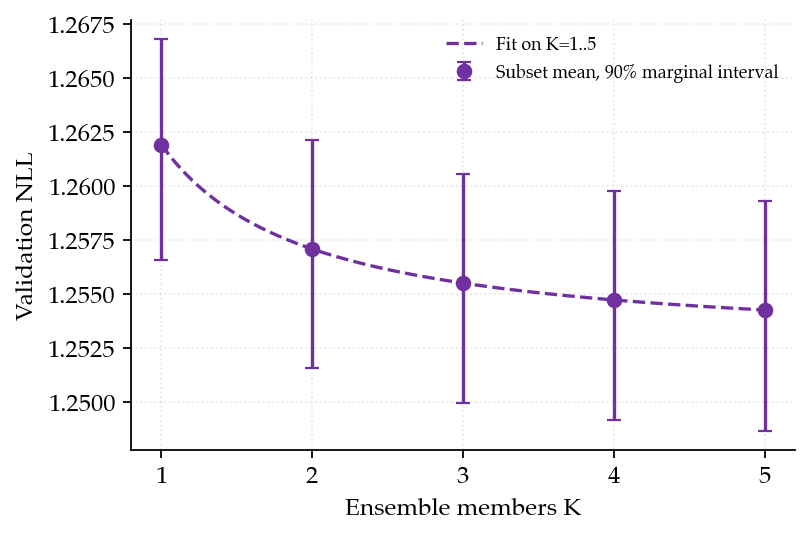 1.2675
1.2650
1.2625
1.2600
1.2575
1.2550
1.2525
1.2500
Validation NLL
Fit on K=1..5
Subset mean, 90% marginal interval
1 2 3 4 5
Ensemble members K